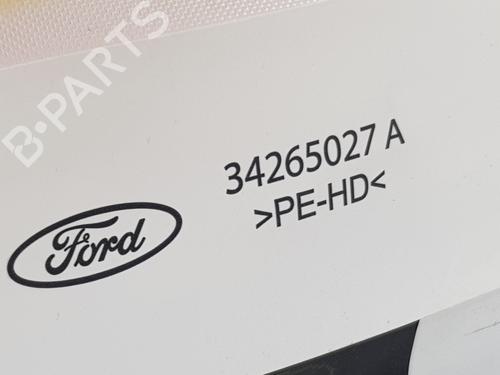 B-PARTS
34265027 A
>PE-HD<
Ford